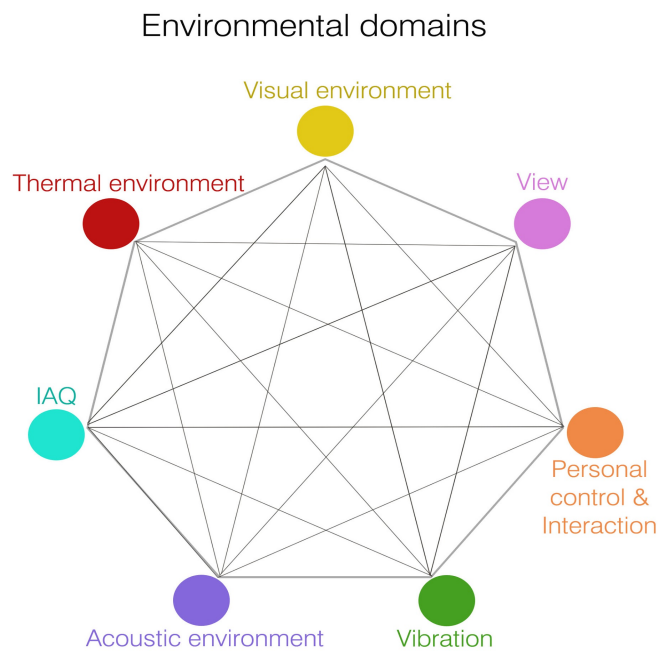 Environmental domains
Visual environment
Thermal environment
View
IAQ
Personal
control &
Interaction
Acoustic environment
Vibration